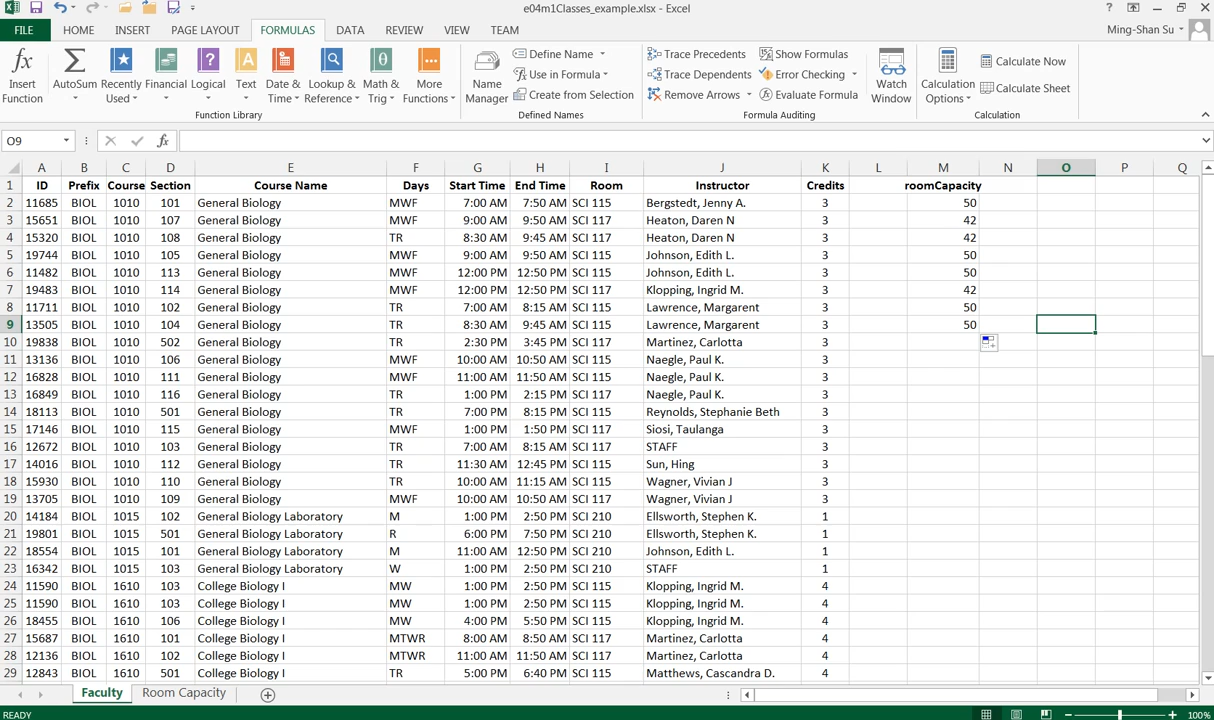 e04m1Classes_example.xlsx - Excel
FILE HOME INSERT PAGE LAYOUT FORMULAS DATA REVIEW VIEW TEAM Ming-Shan Su
Insert Function AutoSum Recently Used Financial Logical Text Date & Time Lookup & Reference Math & Trig More Functions
Function Library
Name Manager Define Name Use in Formula Create from Selection
Defined Names
Trace Precedents Show Formulas
Trace Dependents Error Checking
Remove Arrows Evaluate Formula
Formula Auditing
Watch Window
Calculation Options Calculate Now Calculate Sheet
Calculation
O9 fx
A B C D E F G H I J K L M N O P Q
1 ID Prefix Course Section Course Name Days Start Time End Time Room Instructor Credits roomCapacity
2 11685 BIOL 1010 101 General Biology MWF 7:00 AM 7:50 AM SCI 115 Bergstedt, Jenny A. 3 50
3 15651 BIOL 1010 107 General Biology MWF 9:00 AM 9:50 AM SCI 117 Heaton, Daren N 3 42
4 15320 BIOL 1010 108 General Biology TR 8:30 AM 9:45 AM SCI 117 Heaton, Daren N 3 42
5 19744 BIOL 1010 105 General Biology MWF 9:00 AM 9:50 AM SCI 115 Johnson, Edith L. 3 50
6 11482 BIOL 1010 113 General Biology MWF 12:00 PM 12:50 PM SCI 115 Johnson, Edith L. 3 50
7 19483 BIOL 1010 114 General Biology MWF 12:00 PM 12:50 PM SCI 117 Klopping, Ingrid M. 3 42
8 11711 BIOL 1010 102 General Biology TR 7:00 AM 8:15 AM SCI 115 Lawrence, Margarent 3 50
9 13505 BIOL 1010 104 General Biology TR 8:30 AM 9:45 AM SCI 115 Lawrence, Margarent 3 50
10 19838 BIOL 1010 502 General Biology TR 2:30 PM 3:45 PM SCI 117 Martinez, Carlotta 3
11 13136 BIOL 1010 106 General Biology MWF 10:00 AM 10:50 AM SCI 115 Naegle, Paul K. 3
12 16828 BIOL 1010 111 General Biology MWF 11:00 AM 11:50 AM SCI 115 Naegle, Paul K. 3
13 16849 BIOL 1010 116 General Biology TR 1:00 PM 2:15 PM SCI 117 Naegle, Paul K. 3
14 18113 BIOL 1010 501 General Biology TR 7:00 PM 8:15 PM SCI 115 Reynolds, Stephanie Beth 3
15 17146 BIOL 1010 115 General Biology MWF 1:00 PM 1:50 PM SCI 117 Siosi, Taulanga 3
16 12672 BIOL 1010 103 General Biology TR 7:00 AM 8:15 AM SCI 117 STAFF 3
17 14016 BIOL 1010 112 General Biology TR 11:30 AM 12:45 PM SCI 115 Sun, Hing 3
18 15930 BIOL 1010 110 General Biology TR 10:00 AM 11:15 AM SCI 115 Wagner, Vivian J 3
19 13705 BIOL 1010 109 General Biology MWF 10:00 AM 10:50 AM SCI 117 Wagner, Vivian J 3
20 14184 BIOL 1015 102 General Biology Laboratory M 1:00 PM 2:50 PM SCI 210 Ellsworth, Stephen K. 1
21 19801 BIOL 1015 501 General Biology Laboratory R 6:00 PM 7:50 PM SCI 210 Ellsworth, Stephen K. 1
22 18554 BIOL 1015 101 General Biology Laboratory M 11:00 AM 12:50 PM SCI 210 Johnson, Edith L. 1
23 16342 BIOL 1015 103 General Biology Laboratory W 1:00 PM 2:50 PM SCI 210 STAFF 1
24 11590 BIOL 1610 103 College Biology I MW 1:00 PM 2:50 PM SCI 115 Klopping, Ingrid M. 4
25 11590 BIOL 1610 103 College Biology I MW 1:00 PM 2:50 PM SCI 115 Klopping, Ingrid M. 4
26 18455 BIOL 1610 106 College Biology I MW 4:00 PM 5:50 PM SCI 115 Klopping, Ingrid M. 4
27 15687 BIOL 1610 101 College Biology I MTWR 8:00 AM 8:50 AM SCI 117 Martinez, Carlotta 4
28 12136 BIOL 1610 102 College Biology I MTWR 11:00 AM 11:50 AM SCI 117 Martinez, Carlotta 4
29 12843 BIOL 1610 501 College Biology I TR 5:00 PM 6:40 PM SCI 115 Matthews, Cascandra D. 4
Faculty Room Capacity
READY 100%